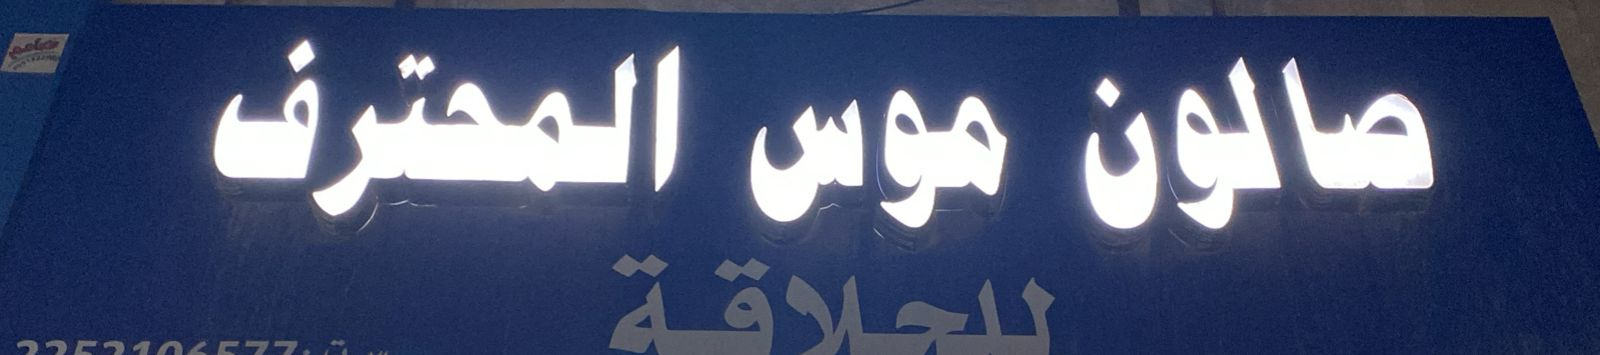 صالون موس المحترف
للحلاقة